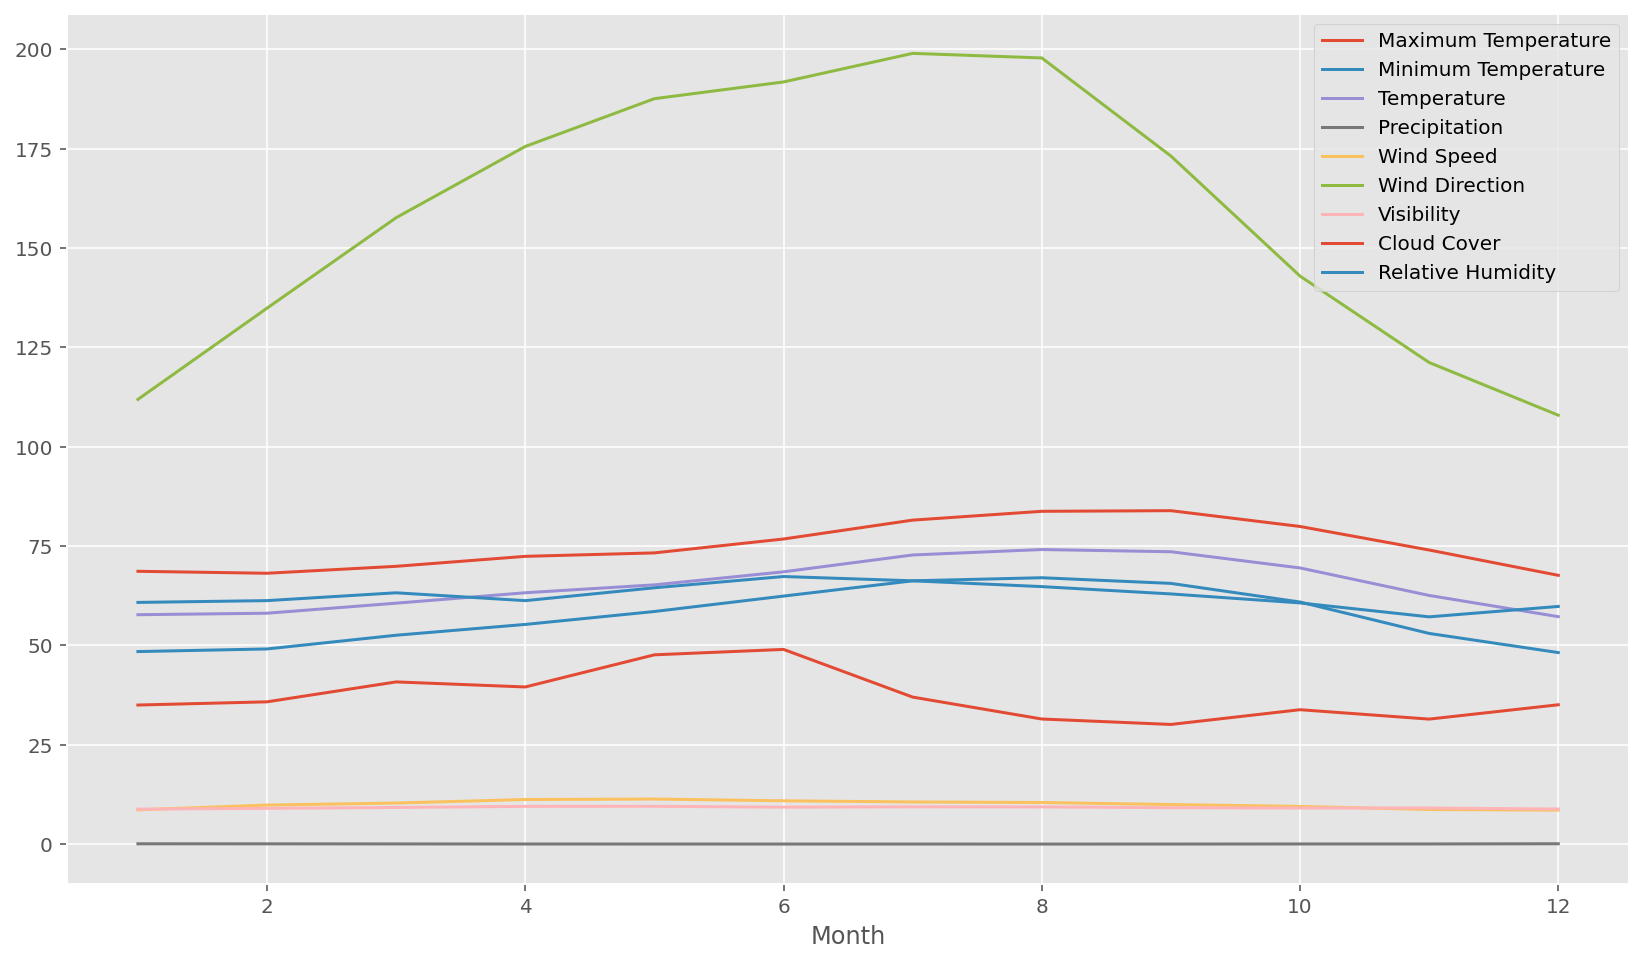 200
175
150
125
100
75
50
25
0
Maximum Temperature
Minimum Temperature
Temperature
Precipitation
Wind Speed
Wind Direction
Visibility
Cloud Cover
Relative Humidity
2 4 6 8 10 12
Month